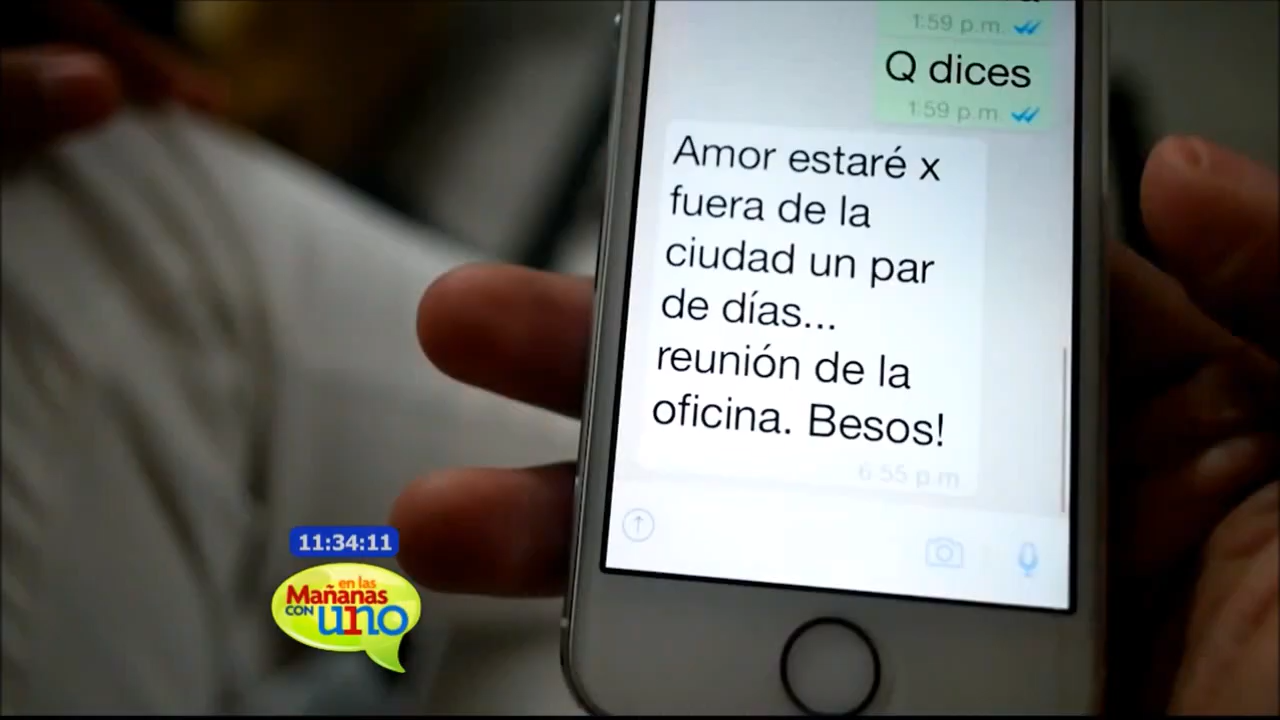 1:59 p.m.
Q dices
1:59 p.m.
Amor estaré x
fuera de la
ciudad un par
de días...
reunión de la
oficina. Besos!
6:55 p.m
11:34:11
en las
Mañanas
CON uno